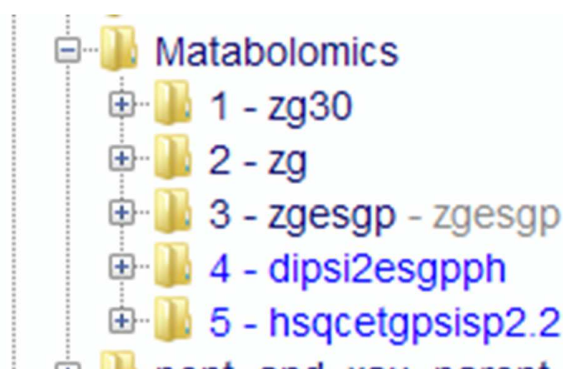 Matabolomics
1 - zg30
2 - zg
3 - zgesgp - zgesgp
4 - dipsi2esgpph
5 - hsqcetgpsisp2.2